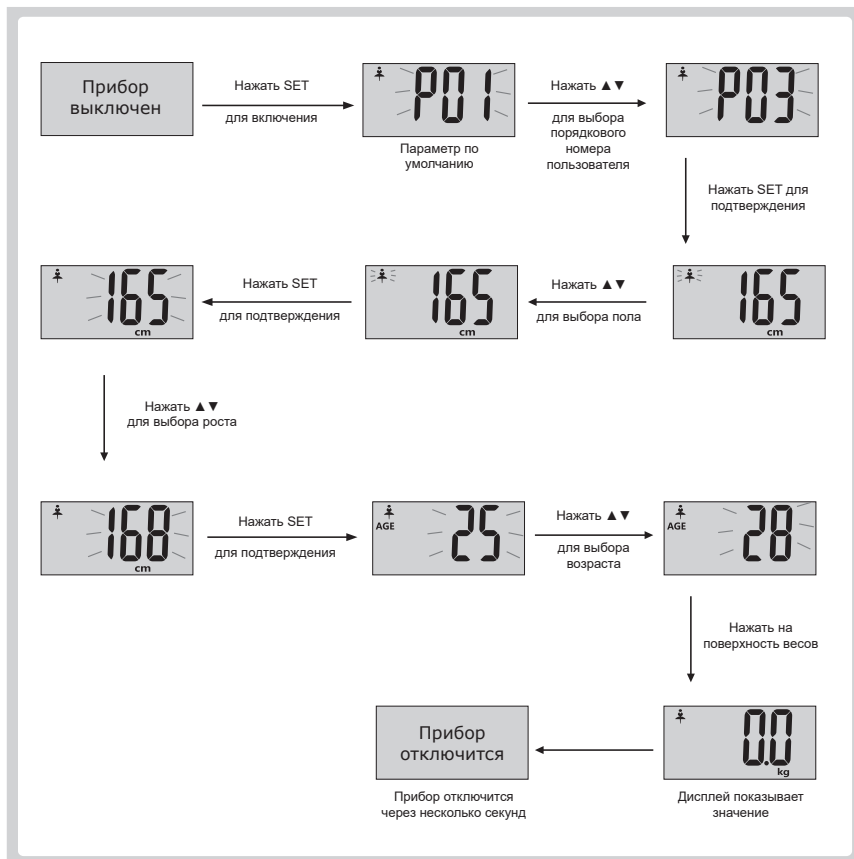 Прибор
выключен
Нажать SET
для включения
P01
Параметр по
умолчанию
Нажать ▲▼
для выбора
порядкового
номера
пользователя
P03
Нажать SET для
подтверждения
165
cm
Нажать ▲▼
для выбора пола
165
cm
Нажать SET
для подтверждения
165
cm
Нажать ▲▼
для выбора роста
168
cm
Нажать SET
для подтверждения
AGE
25
Нажать ▲▼
для выбора
возраста
AGE
28
Нажать на
поверхность весов
0.0
kg
Дисплей показывает
значение
Прибор
отключится
Прибор отключится
через несколько секунд